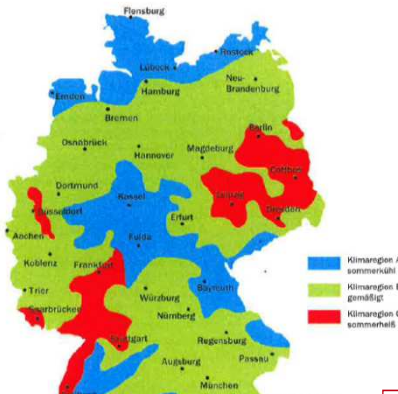 Flensburg
Rostock
Lübeck
Hamburg
Neu-
Brandenburg
Emden
Bremen
Berlin
Osnabrück
Hannover
Magdeburg
Cottbus
Dortmund
Kassel
Leipzig
Düsseldorf
Erfurt
Dresden
Aachen
Fulda
Koblenz
Frankfurt
Klimaregion A
sommerkühl
Bayreuth
Trier
Würzburg
Klimaregion B
gemäßigt
Saarbrücken
Nürnberg
Klimaregion C
sommerheiß
Stuttgart
Regensburg
Passau
Augsburg
München